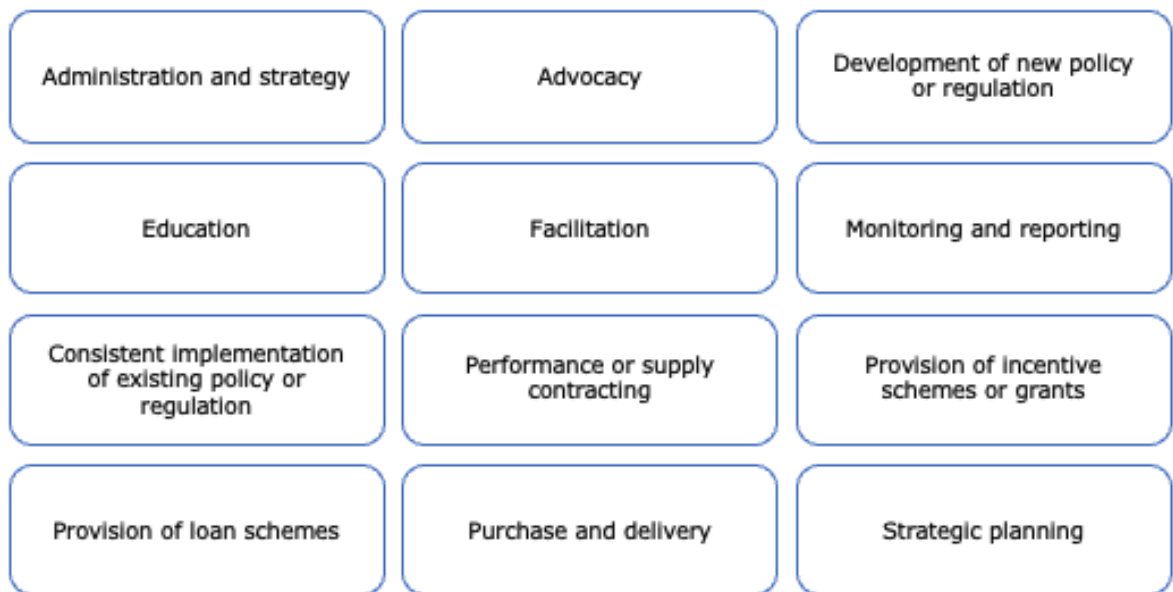 Administration and strategy
Advocacy
Development of new policy
or regulation
Education
Facilitation
Monitoring and reporting
Consistent implementation
of existing policy or
regulation
Performance or supply
contracting
Provision of incentive
schemes or grants
Provision of loan schemes
Purchase and delivery
Strategic planning